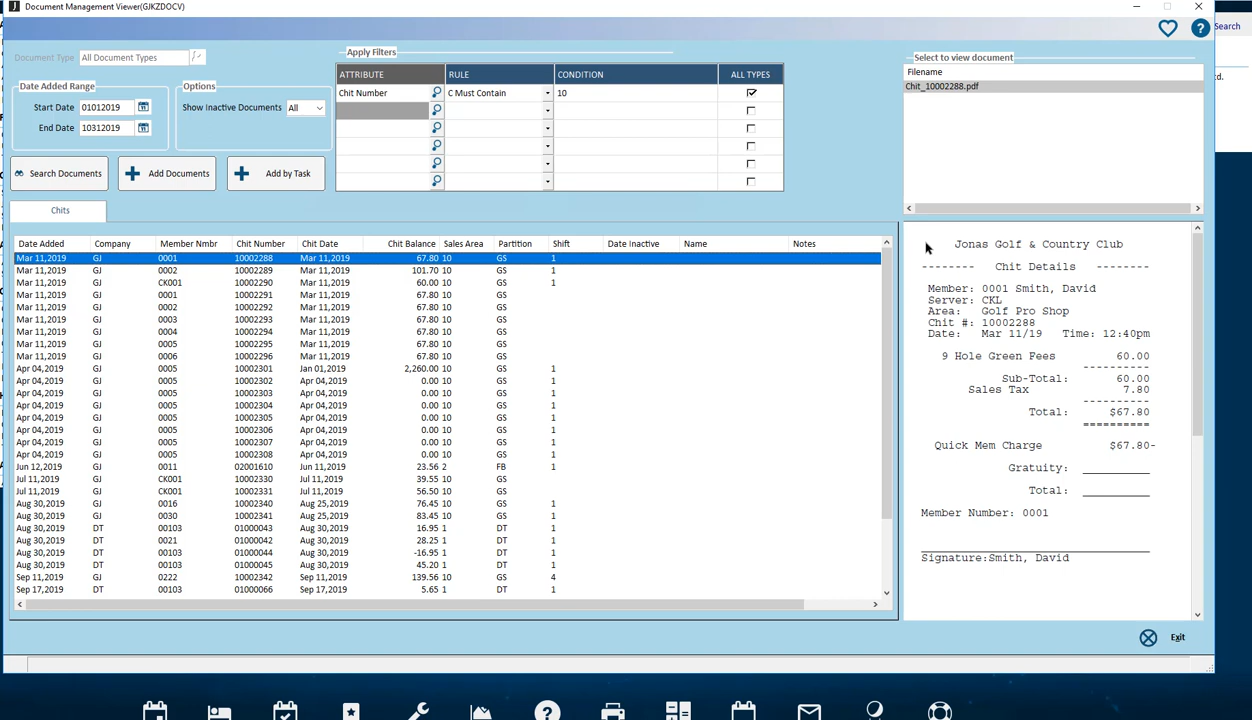 Document Management Viewer(GJKZDOCV)
Search
Document Type All Document Types
Date Added Range
Start Date 01012019
End Date 10312019
Options
Show Inactive Documents All
Search Documents
Add Documents
Add by Task
Apply Filters
ATTRIBUTE RULE CONDITION ALL TYPES
Chit Number C Must Contain 10
Select to view document
Filename
Chit_10002288.pdf
Chits
Date Added Company Member Nmbr Chit Number Chit Date Chit Balance Sales Area Partition Shift Date Inactive Name Notes
Mar 11,2019 GJ 0001 10002288 Mar 11,2019 67.80 10 GS 1
Mar 11,2019 GJ 0002 10002289 Mar 11,2019 101.70 10 GS 1
Mar 11,2019 GJ CK001 10002290 Mar 11,2019 60.00 10 GS 1
Mar 11,2019 GJ 0001 10002291 Mar 11,2019 67.80 10 GS
Mar 11,2019 GJ 0002 10002292 Mar 11,2019 67.80 10 GS
Mar 11,2019 GJ 0003 10002293 Mar 11,2019 67.80 10 GS
Mar 11,2019 GJ 0004 10002294 Mar 11,2019 67.80 10 GS
Mar 11,2019 GJ 0005 10002295 Mar 11,2019 67.80 10 GS
Mar 11,2019 GJ 0006 10002296 Mar 11,2019 67.80 10 GS
Apr 04,2019 GJ 0005 10002301 Jan 01,2019 2,260.00 10 GS 1
Apr 04,2019 GJ 0005 10002302 Apr 04,2019 0.00 10 GS 1
Apr 04,2019 GJ 0005 10002303 Apr 04,2019 0.00 10 GS 1
Apr 04,2019 GJ 0005 10002304 Apr 04,2019 0.00 10 GS 1
Apr 04,2019 GJ 0005 10002305 Apr 04,2019 0.00 10 GS 1
Apr 04,2019 GJ 0005 10002306 Apr 04,2019 0.00 10 GS 1
Apr 04,2019 GJ 0005 10002307 Apr 04,2019 0.00 10 GS 1
Apr 04,2019 GJ 0005 10002308 Apr 04,2019 0.00 10 GS 1
Jun 12,2019 GJ 0011 02001610 Jun 11,2019 23.56 2 FB 1
Jul 11,2019 GJ CK001 10002330 Jul 11,2019 39.55 10 GS
Jul 11,2019 GJ CK001 10002331 Jul 11,2019 56.50 10 GS
Aug 30,2019 GJ 0016 10002340 Aug 25,2019 76.45 10 GS 1
Aug 30,2019 GJ 0030 10002341 Aug 25,2019 83.45 10 GS 1
Aug 30,2019 DT 00103 01000043 Aug 30,2019 16.95 1 DT 1
Aug 30,2019 DT 0021 01000042 Aug 30,2019 28.25 1 DT 1
Aug 30,2019 DT 00103 01000044 Aug 30,2019 -16.95 1 DT 1
Aug 30,2019 DT 00103 01000045 Aug 30,2019 45.20 1 DT 1
Sep 11,2019 GJ 0222 10002342 Sep 11,2019 139.56 10 GS 4
Sep 17,2019 DT 00103 01000066 Sep 17,2019 5.65 1 DT 1
Jonas Golf & Country Club
-------- Chit Details --------
Member: 0001 Smith, David
Server: CKL
Area: Golf Pro Shop
Chit #: 10002288
Date: Mar 11/19 Time: 12:40pm
9 Hole Green Fees 60.00
----------
Sub-Total: 60.00
Sales Tax 7.80
----------
Total: $67.80
==========
Quick Mem Charge $67.80-
Gratuity: __________
Total: __________
Member Number: 0001
Signature:Smith, David
Exit